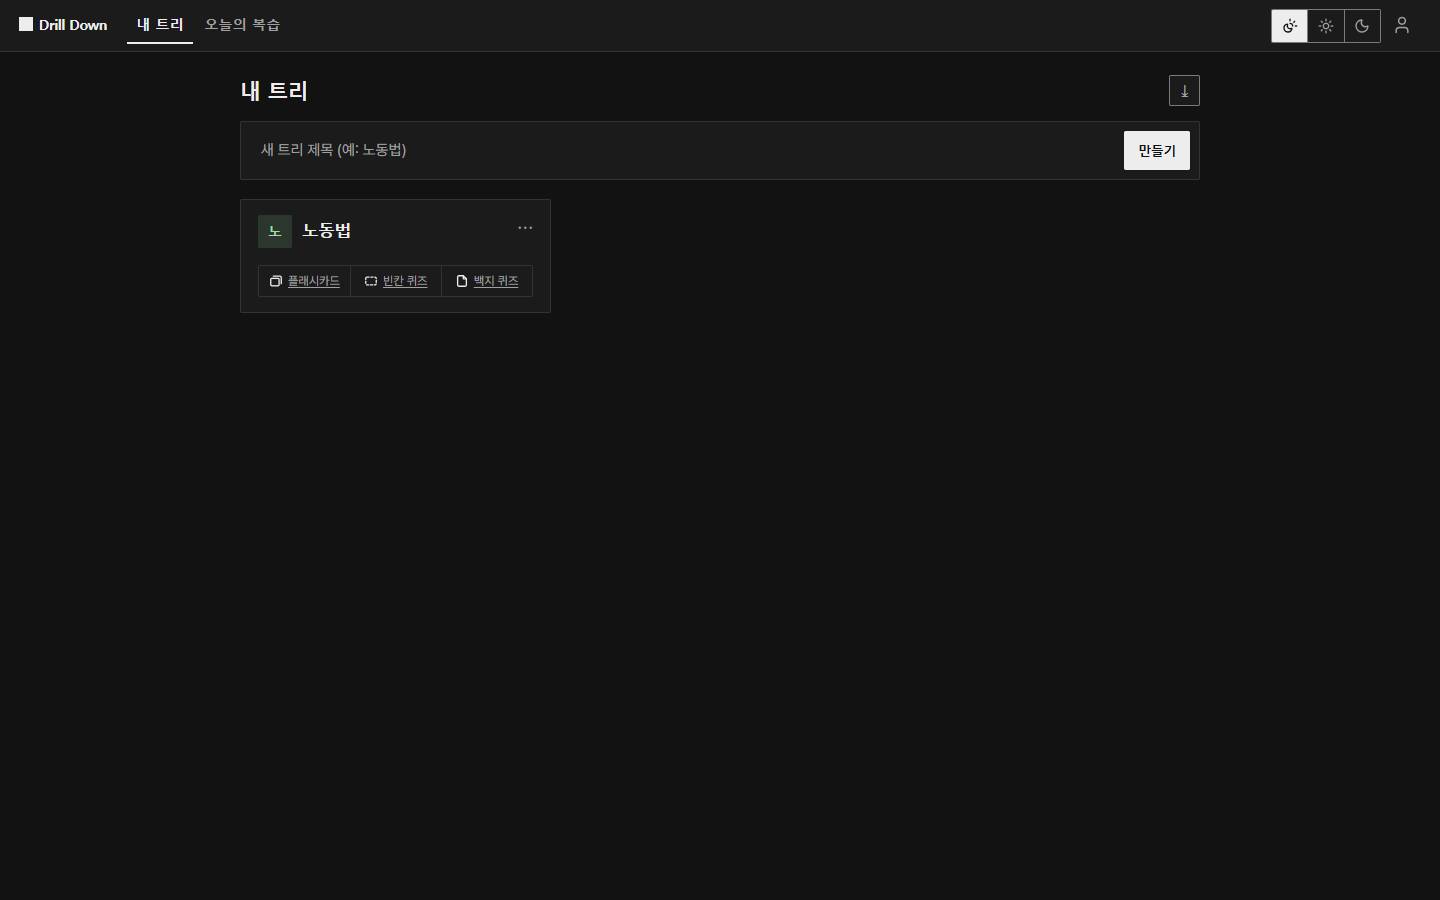 Drill Down 내 트리 오늘의 복습
내 트리
새 트리 제목 (예: 노동법) 만들기
노 노동법 ...
플래시카드 빈칸 퀴즈 백지 퀴즈